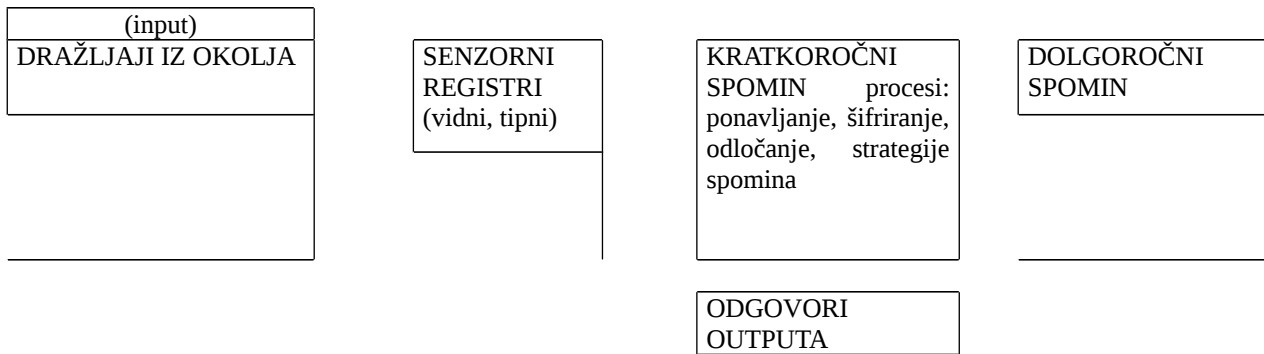 (input)
DRAŽLJAJI IZ OKOLJA
SENZORNI
REGISTRI
(vidni, tipni)
KRATKOROČNI
SPOMIN procesi:
ponavljanje, šifriranje,
odločanje, strategije
spomina
DOLGOROČNI
SPOMIN
ODGOVORI
OUTPUTA